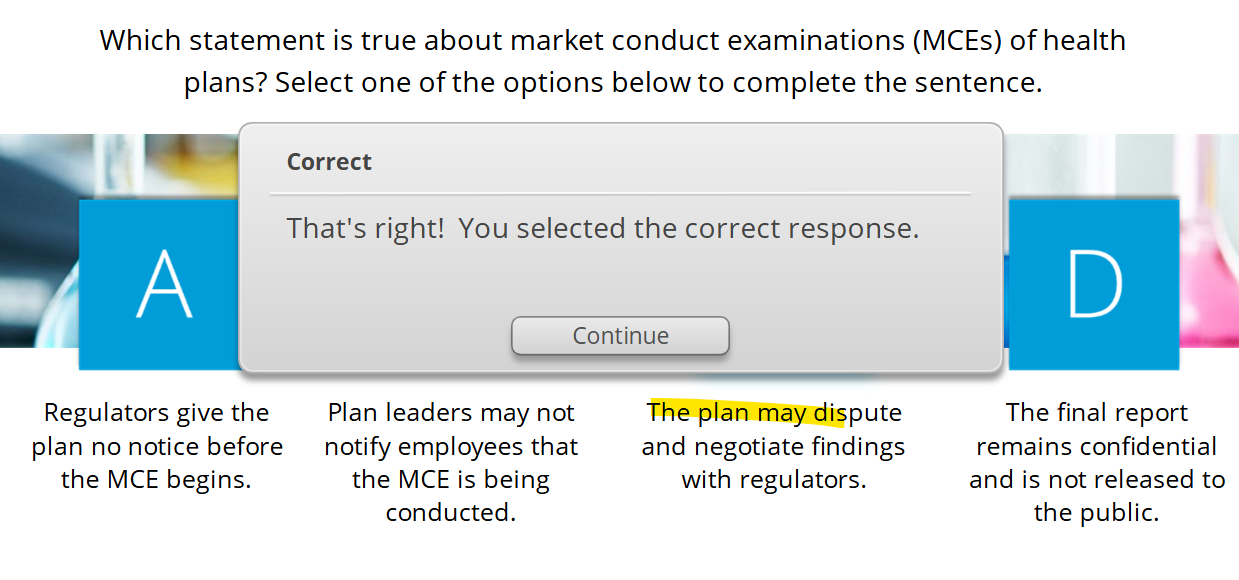 Which statement is true about market conduct examinations (MCEs) of health
plans? Select one of the options below to complete the sentence.
Correct
That's right! You selected the correct response.
Continue
A
D
Regulators give the
plan no notice before
the MCE begins.
Plan leaders may not
notify employees that
the MCE is being
conducted.
The plan may dispute
and negotiate findings
with regulators.
The final report
remains confidential
and is not released to
the public.